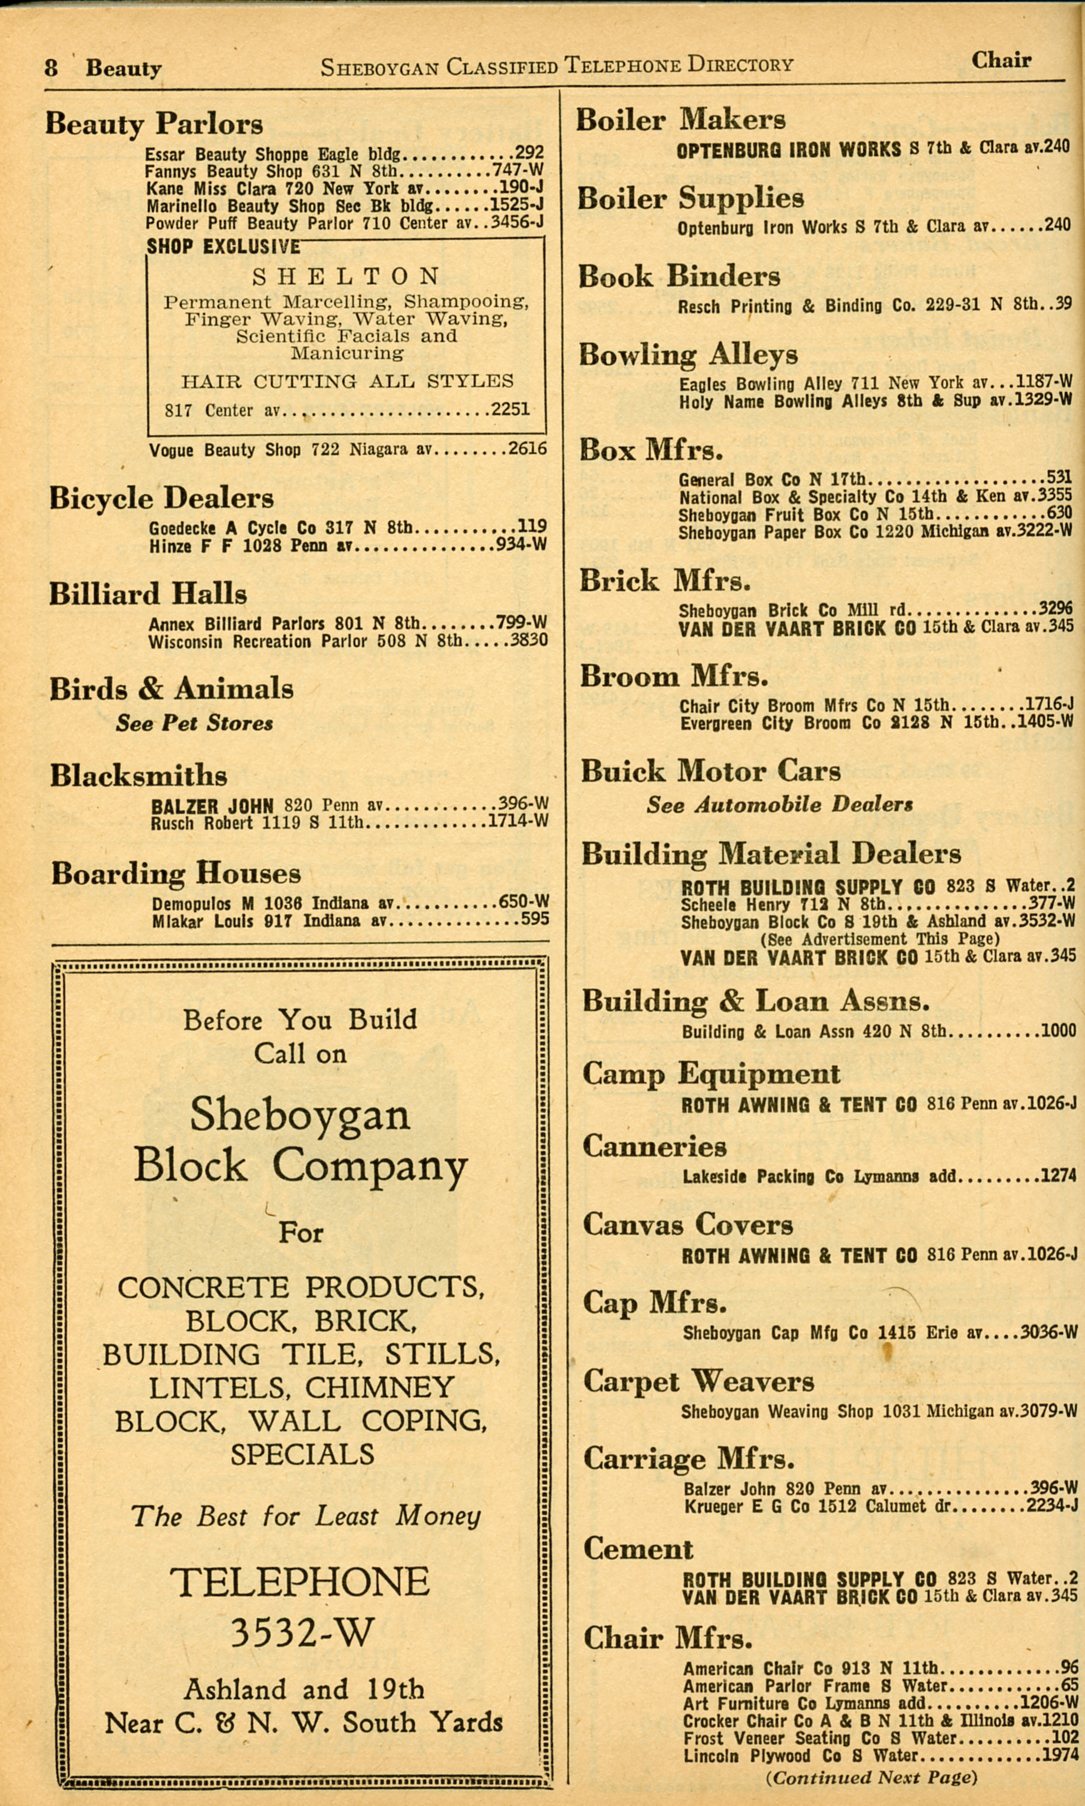 8 Beauty SHEBOYGAN CLASSIFIED TELEPHONE DIRECTORY Chair
Beauty Parlors
Essar Beauty Shoppe Eagle bldg............292
Fannys Beauty Shop 631 N 8th..........747-W
Kane Miss Clara 720 New York av........190-J
Marinello Beauty Shop Sec Bk bldg......1525-J
Powder Puff Beauty Parlor 710 Center av..3456-J
SHOP EXCLUSIVE
SHELTON
Permanent Marcelling, Shampooing,
Finger Waving, Water Waving,
Scientific Facials and
Manicuring
HAIR CUTTING ALL STYLES
817 Center av.......................2251
Vogue Beauty Shop 722 Niagara av........2616
Bicycle Dealers
Goedecke A Cycle Co 317 N 8th..........119
Hinze F F 1028 Penn av...............934-W
Billiard Halls
Annex Billiard Parlors 801 N 8th........799-W
Wisconsin Recreation Parlor 508 N 8th.....3830
Birds & Animals
See Pet Stores
Blacksmiths
BALZER JOHN 820 Penn av............396-W
Rusch Robert 1119 S 11th.............1714-W
Boarding Houses
Demopulos M 1036 Indiana av...........650-W
Mlakar Louis 917 Indiana av..............595
Before You Build
Call on
Sheboygan
Block Company
For
CONCRETE PRODUCTS,
BLOCK, BRICK,
BUILDING TILE, STILLS,
LINTELS, CHIMNEY
BLOCK, WALL COPING,
SPECIALS
The Best for Least Money
TELEPHONE
3532-W
Ashland and 19th
Near C. & N. W. South Yards
Boiler Makers
OPTENBURG IRON WORKS S 7th & Clara av.240
Boiler Supplies
Optenburg Iron Works S 7th & Clara av......240
Book Binders
Resch Printing & Binding Co. 229-31 N 8th..39
Bowling Alleys
Eagles Bowling Alley 711 New York av...1187-W
Holy Name Bowling Alleys 8th & Sup av.1329-W
Box Mfrs.
General Box Co N 17th...................531
National Box & Specialty Co 14th & Ken av.3355
Sheboygan Fruit Box Co N 15th............630
Sheboygan Paper Box Co 1220 Michigan av.3222-W
Brick Mfrs.
Sheboygan Brick Co Mill rd..............3296
VAN DER VAART BRICK CO 15th & Clara av.345
Broom Mfrs.
Chair City Broom Mfrs Co N 15th........1716-J
Evergreen City Broom Co 2128 N 15th..1405-W
Buick Motor Cars
See Automobile Dealers
Building Material Dealers
ROTH BUILDING SUPPLY CO 823 S Water..2
Scheele Henry 712 N 8th...............377-W
Sheboygan Block Co S 19th & Ashland av.3532-W
(See Advertisement This Page)
VAN DER VAART BRICK CO 15th & Clara av.345
Building & Loan Assns.
Building & Loan Assn 420 N 8th..........1000
Camp Equipment
ROTH AWNING & TENT CO 816 Penn av.1026-J
Canneries
Lakeside Packing Co Lymanns add.........1274
Canvas Covers
ROTH AWNING & TENT CO 816 Penn av.1026-J
Cap Mfrs.
Sheboygan Cap Mfg Co 1415 Erie av....3036-W
Carpet Weavers
Sheboygan Weaving Shop 1031 Michigan av.3079-W
Carriage Mfrs.
Balzer John 820 Penn av...............396-W
Krueger E G Co 1512 Calumet dr........2234-J
Cement
ROTH BUILDING SUPPLY CO 823 S Water..2
VAN DER VAART BRICK CO 15th & Clara av.345
Chair Mfrs.
American Chair Co 913 N 11th.............96
American Parlor Frame S Water............65
Art Furniture Co Lymanns add..........1206-W
Crocker Chair Co A & B N 11th & Illinois av.1210
Frost Veneer Seating Co S Water..........102
Lincoln Plywood Co S Water.............1974
(Continued Next Page)